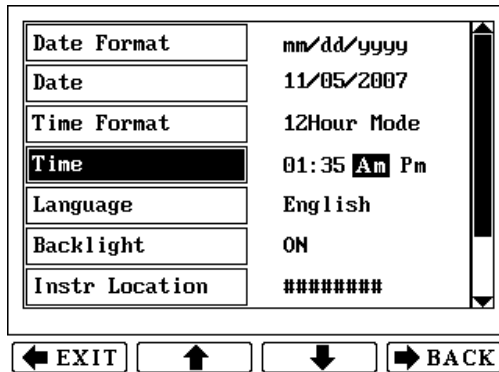 Date Format mm/dd/yyyy
Date 11/05/2007
Time Format 12Hour Mode
Time 01:35 Am Pm
Language English
Backlight ON
Instr Location ########
EXIT BACK